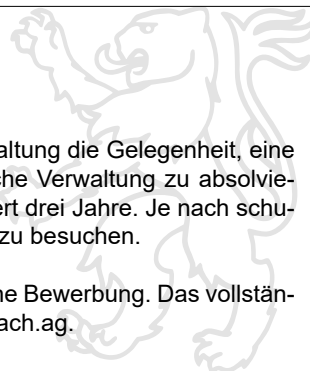 altung die Gelegenheit, eine
che Verwaltung zu absolvie-
ert drei Jahre. Je nach schu-
zu besuchen.
ne Bewerbung. Das vollstän-
ach.ag.